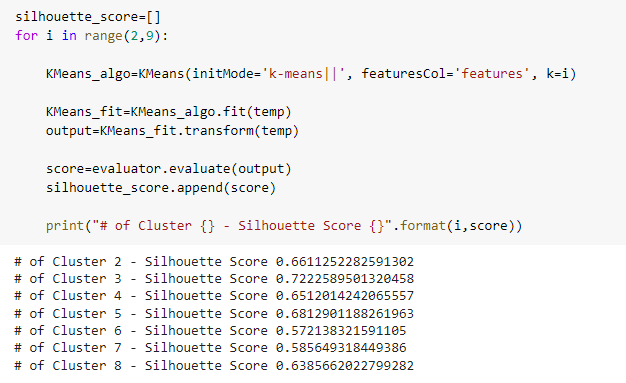 silhouette_score=[]
for i in range(2,9):
KMeans_algo=KMeans(initMode='k-means||', featuresCol='features', k=i)
KMeans_fit=KMeans_algo.fit(temp)
output=KMeans_fit.transform(temp)
score=evaluator.evaluate(output)
silhouette_score.append(score)
print("# of Cluster {} - Silhouette Score {}".format(i,score))
# of Cluster 2 - Silhouette Score 0.6611252282591302
# of Cluster 3 - Silhouette Score 0.7222589501320458
# of Cluster 4 - Silhouette Score 0.6512014242065557
# of Cluster 5 - Silhouette Score 0.6812901188261963
# of Cluster 6 - Silhouette Score 0.572138321591105
# of Cluster 7 - Silhouette Score 0.585649318449386
# of Cluster 8 - Silhouette Score 0.6385662022799282